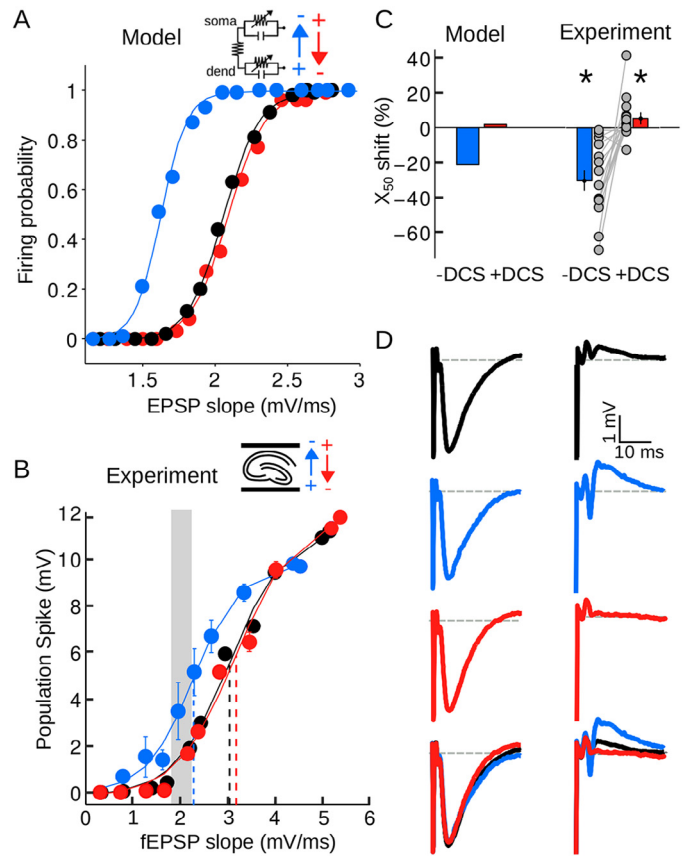 A
Model
soma
dend
-
+
+
-
Firing probability
1
0.8
0.6
0.4
0.2
0
1.5
2
2.5
3
EPSP slope (mV/ms)
B
Experiment
-
+
+
-
Population Spike (mV)
12
10
8
6
4
2
0
0
1
2
3
4
5
6
fEPSP slope (mV/ms)
C
Model
Experiment
X50 shift (%)
40
20
0
−20
−40
−60
*
*
-DCS +DCS
-DCS +DCS
D
1 mV
10 ms